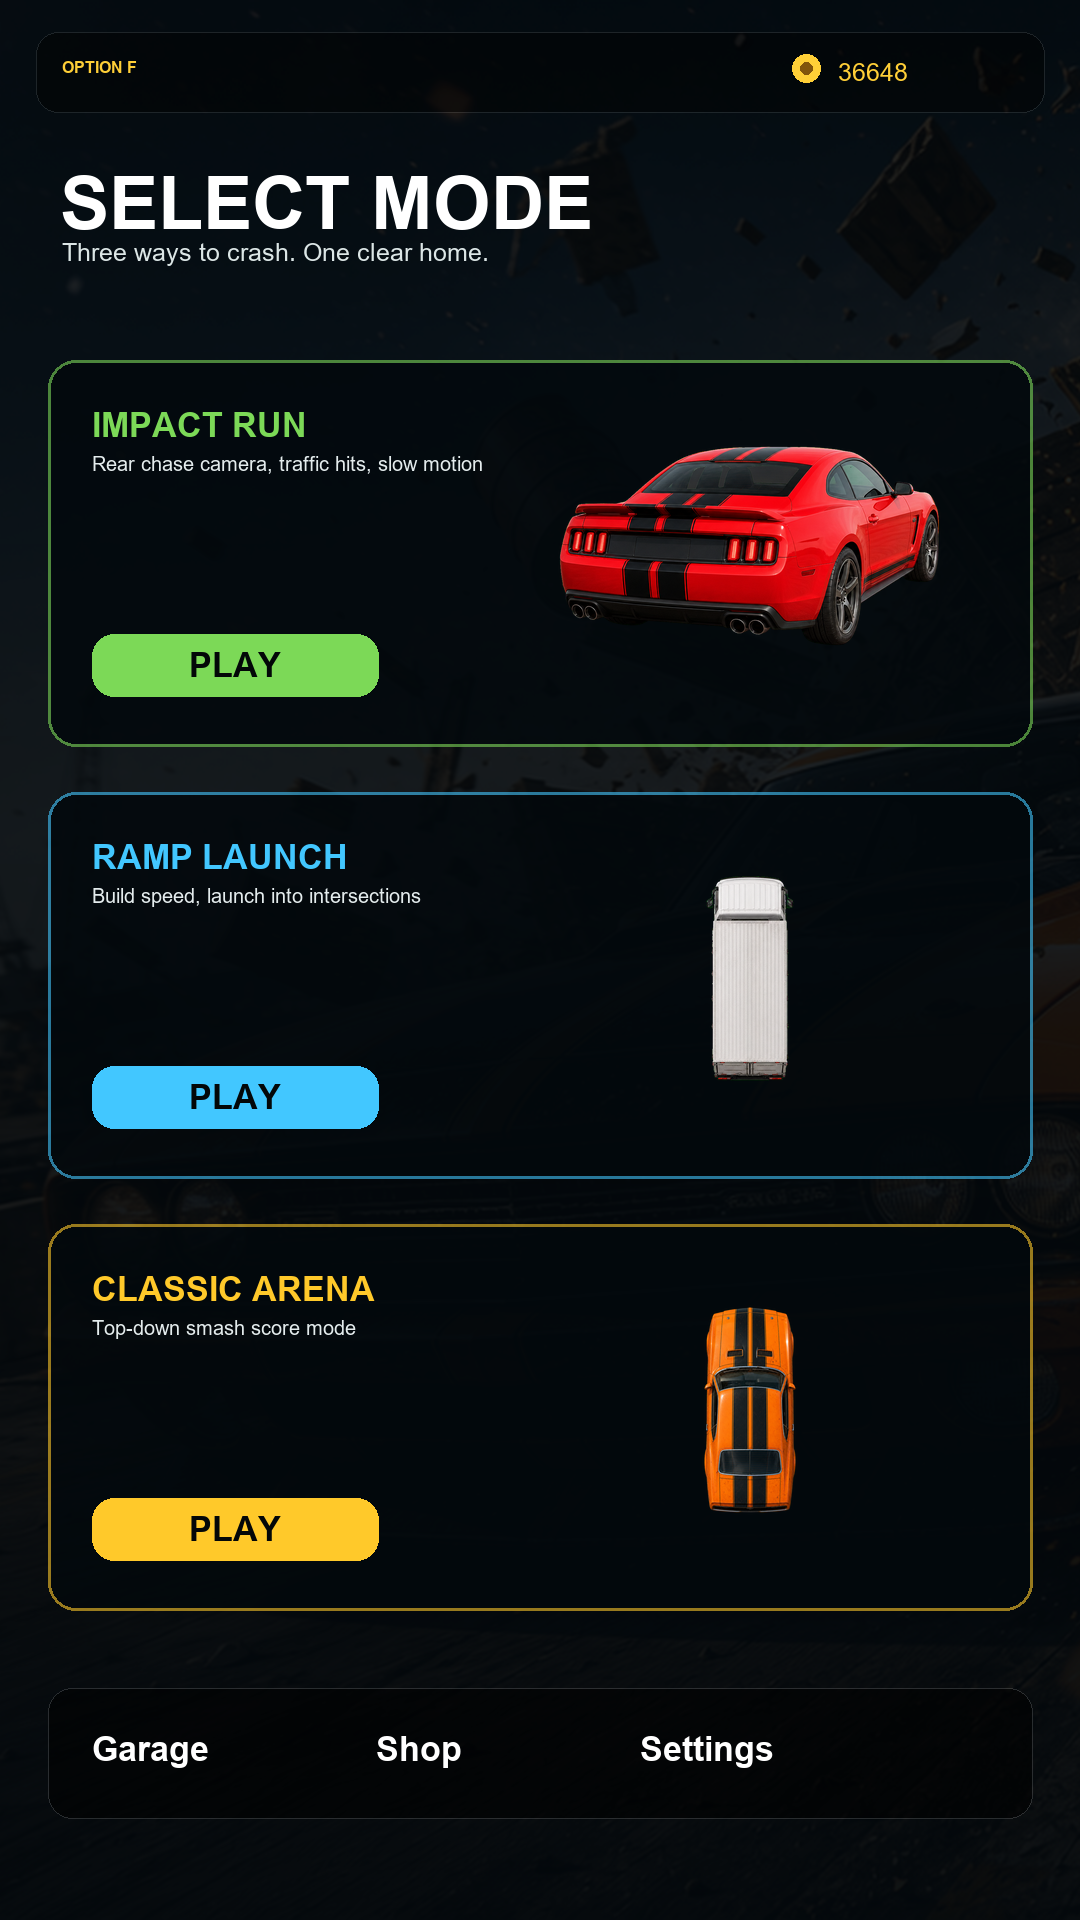 OPTION F
36648
SELECT MODE
Three ways to crash. One clear home.
IMPACT RUN
Rear chase camera, traffic hits, slow motion
PLAY
RAMP LAUNCH
Build speed, launch into intersections
PLAY
CLASSIC ARENA
Top-down smash score mode
PLAY
Garage Shop Settings